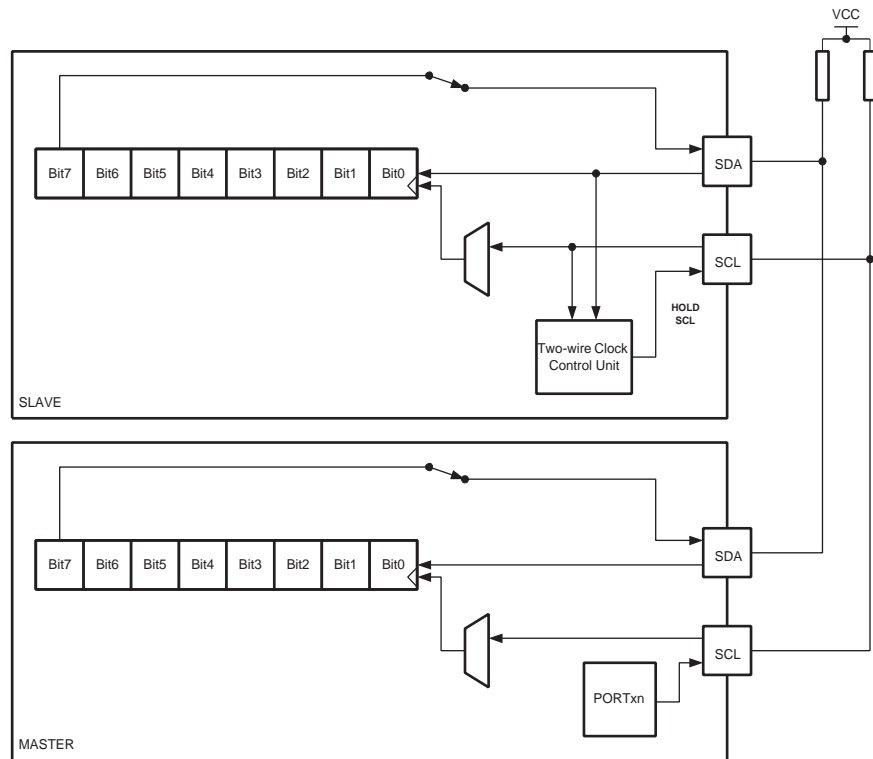 VCC
Bit7 Bit6 Bit5 Bit4 Bit3 Bit2 Bit1 Bit0
SDA
SCL
HOLD
SCL
Two-wire Clock
Control Unit
SLAVE
Bit7 Bit6 Bit5 Bit4 Bit3 Bit2 Bit1 Bit0
SDA
SCL
PORTxn
MASTER